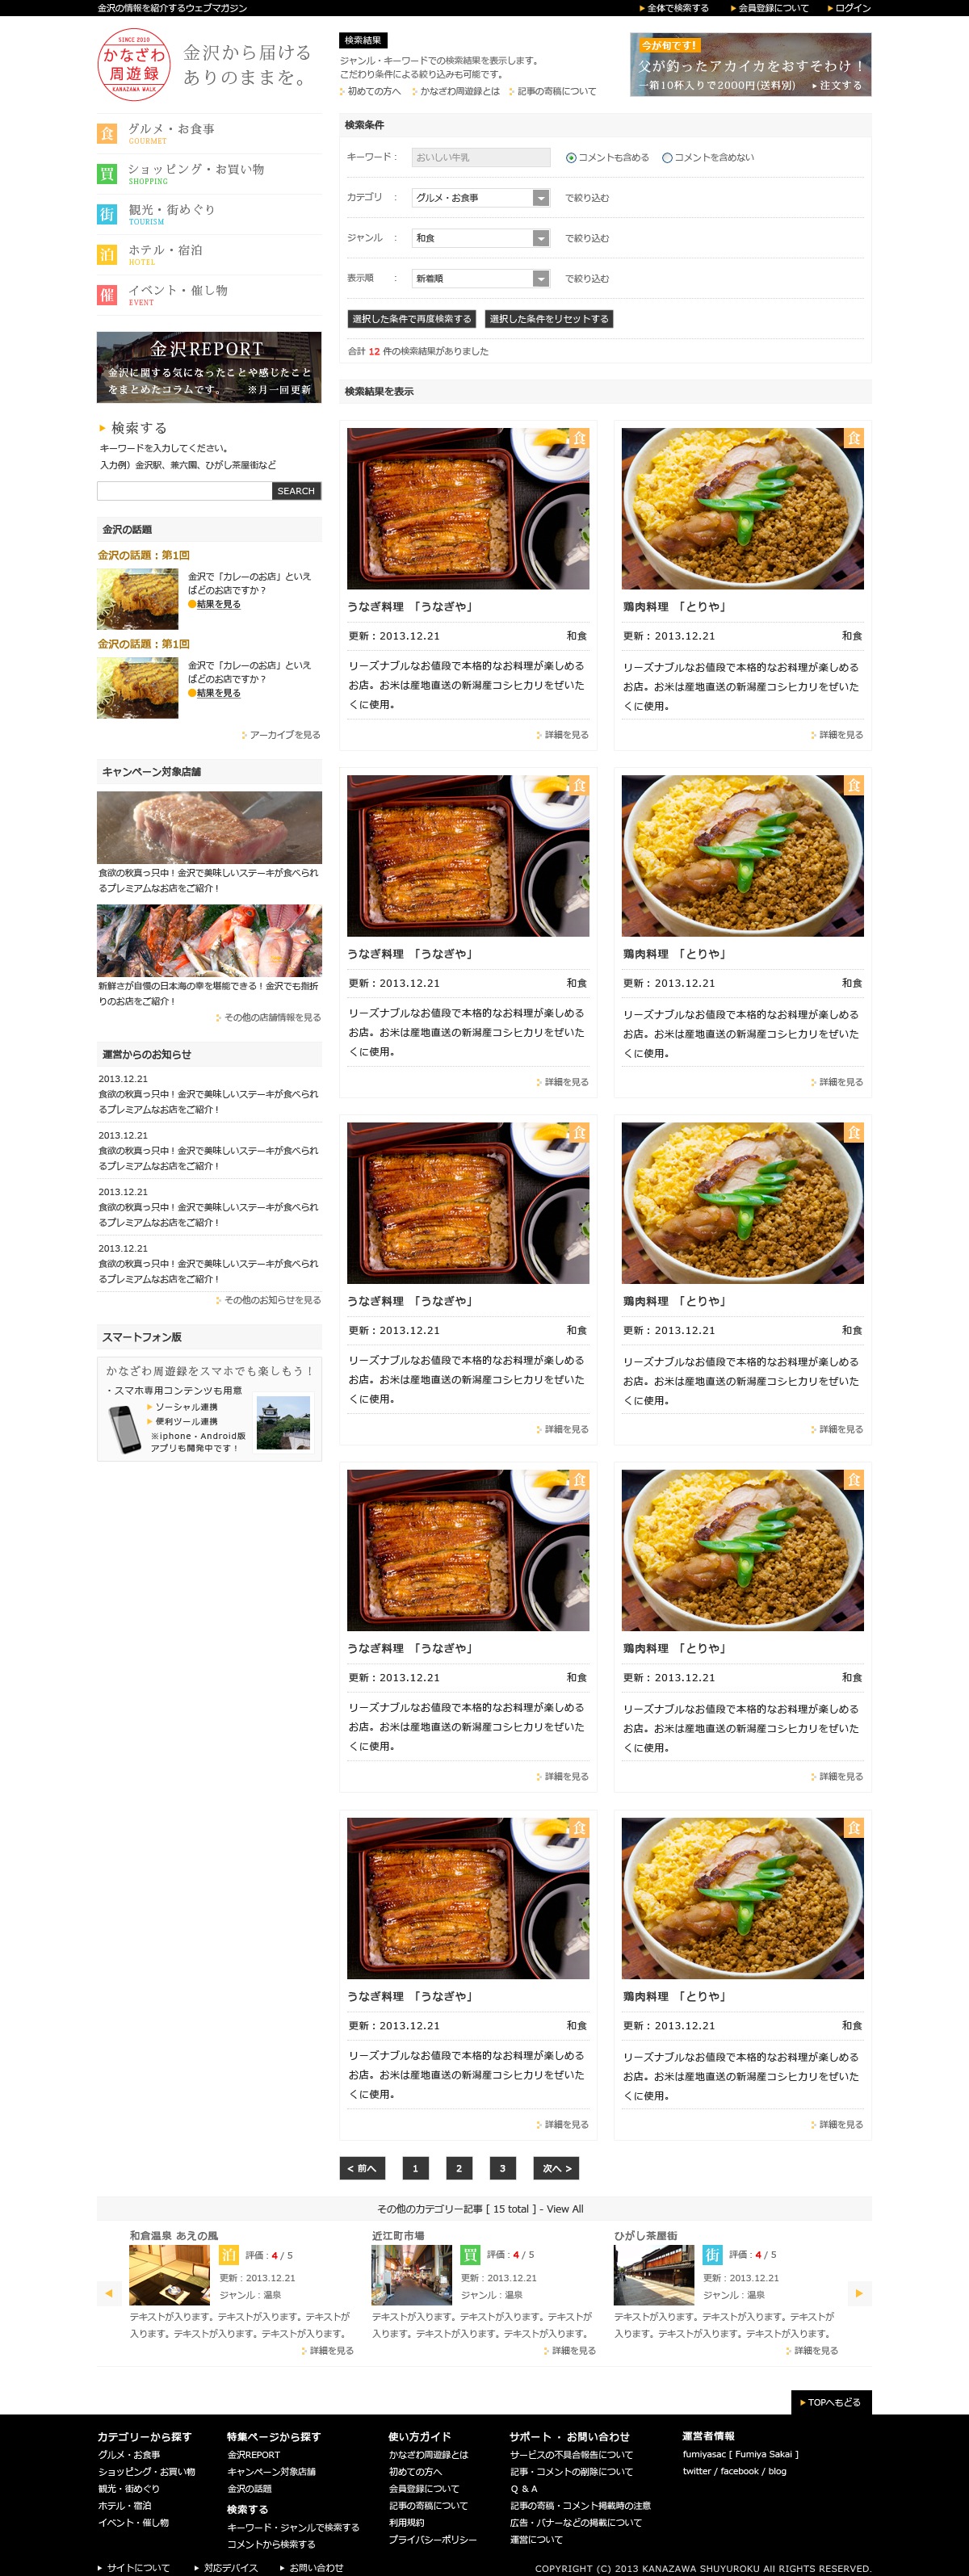 金沢の情報を紹介するウェブマガジン
全体で検索する 会員登録について ログイン
SINCE 2010
かなざわ
周遊録
KANAZAWA WALK
金沢から届ける
ありのままを。
食 グルメ・お食事
GOURMET
買 ショッピング・お買い物
SHOPPING
街 観光・街めぐり
TOURISM
泊 ホテル・宿泊
HOTEL
催 イベント・催し物
EVENT
金沢REPORT
金沢に関する気になったことや感じたこと
をまとめたコラムです。 ※月一回更新
検索する
キーワードを入力してください。
入力例）金沢駅、兼六園、ひがし茶屋街など
SEARCH
金沢の話題
金沢の話題：第1回
金沢で「カレーのお店」といえ
ばどのお店ですか？
結果を見る
金沢の話題：第1回
金沢で「カレーのお店」といえ
ばどのお店ですか？
結果を見る
アーカイブを見る
キャンペーン対象店舗
食欲の秋真っ只中！金沢で美味しいステーキが食べられ
るプレミアムなお店をご紹介！
新鮮さが自慢の日本海の幸を堪能できる！金沢でも指折
りのお店をご紹介！
その他の店舗情報を見る
運営からのお知らせ
2013.12.21
食欲の秋真っ只中！金沢で美味しいステーキが食べられ
るプレミアムなお店をご紹介！
2013.12.21
食欲の秋真っ只中！金沢で美味しいステーキが食べられ
るプレミアムなお店をご紹介！
2013.12.21
食欲の秋真っ只中！金沢で美味しいステーキが食べられ
るプレミアムなお店をご紹介！
2013.12.21
食欲の秋真っ只中！金沢で美味しいステーキが食べられ
るプレミアムなお店をご紹介！
その他のお知らせを見る
スマートフォン版
かなざわ周遊録をスマホでも楽しもう！
・スマホ専用コンテンツも用意
ソーシャル連携
便利ツール連携
※iphone・Android版
アプリも開発中です！
検索結果
ジャンル・キーワードでの検索結果を表示します。
こだわり条件による絞り込みも可能です。
初めての方へ かなざわ周遊録とは 記事の寄稿について
今が旬です！
父が釣ったアカイカをおすそわけ！
一箱10杯入りで2000円(送料別) 注文する
検索条件
キーワード： おいしい牛乳 コメントも含める コメントを含めない
カテゴリ ： グルメ・お食事 で絞り込む
ジャンル ： 和食 で絞り込む
表示順 ： 新着順 で絞り込む
選択した条件で再度検索する 選択した条件をリセットする
合計 12 件の検索結果がありました
検索結果を表示
食
うなぎ料理 「うなぎや」
更新：2013.12.21 和食
リーズナブルなお値段で本格的なお料理が楽しめる
お店。お米は産地直送の新潟産コシヒカリをぜいた
くに使用。
詳細を見る
食
鶏肉料理 「とりや」
更新：2013.12.21 和食
リーズナブルなお値段で本格的なお料理が楽しめる
お店。お米は産地直送の新潟産コシヒカリをぜいた
くに使用。
詳細を見る
食
うなぎ料理 「うなぎや」
更新：2013.12.21 和食
リーズナブルなお値段で本格的なお料理が楽しめる
お店。お米は産地直送の新潟産コシヒカリをぜいた
くに使用。
詳細を見る
食
鶏肉料理 「とりや」
更新：2013.12.21 和食
リーズナブルなお値段で本格的なお料理が楽しめる
お店。お米は産地直送の新潟産コシヒカリをぜいた
くに使用。
詳細を見る
食
うなぎ料理 「うなぎや」
更新：2013.12.21 和食
リーズナブルなお値段で本格的なお料理が楽しめる
お店。お米は産地直送の新潟産コシヒカリをぜいた
くに使用。
詳細を見る
食
鶏肉料理 「とりや」
更新：2013.12.21 和食
リーズナブルなお値段で本格的なお料理が楽しめる
お店。お米は産地直送の新潟産コシヒカリをぜいた
くに使用。
詳細を見る
食
うなぎ料理 「うなぎや」
更新：2013.12.21 和食
リーズナブルなお値段で本格的なお料理が楽しめる
お店。お米は産地直送の新潟産コシヒカリをぜいた
くに使用。
詳細を見る
食
鶏肉料理 「とりや」
更新：2013.12.21 和食
リーズナブルなお値段で本格的なお料理が楽しめる
お店。お米は産地直送の新潟産コシヒカリをぜいた
くに使用。
詳細を見る
食
うなぎ料理 「うなぎや」
更新：2013.12.21 和食
リーズナブルなお値段で本格的なお料理が楽しめる
お店。お米は産地直送の新潟産コシヒカリをぜいた
くに使用。
詳細を見る
食
鶏肉料理 「とりや」
更新：2013.12.21 和食
リーズナブルなお値段で本格的なお料理が楽しめる
お店。お米は産地直送の新潟産コシヒカリをぜいた
くに使用。
詳細を見る
< 前へ 1 2 3 次へ >
その他のカテゴリー記事 [ 15 total ] - View All
和倉温泉 あえの風
泊 評価：4 / 5
更新：2013.12.21
ジャンル：温泉
テキストが入ります。テキストが入ります。テキストが
入ります。テキストが入ります。テキストが入ります。
詳細を見る
近江町市場
買 評価：4 / 5
更新：2013.12.21
ジャンル：温泉
テキストが入ります。テキストが入ります。テキストが
入ります。テキストが入ります。テキストが入ります。
詳細を見る
ひがし茶屋街
街 評価：4 / 5
更新：2013.12.21
ジャンル：温泉
テキストが入ります。テキストが入ります。テキストが
入ります。テキストが入ります。テキストが入ります。
詳細を見る
TOPへもどる
カテゴリーから探す
グルメ・お食事
ショッピング・お買い物
観光・街めぐり
ホテル・宿泊
イベント・催し物
特集ページから探す
金沢REPORT
キャンペーン対象店舗
金沢の話題
検索する
キーワード・ジャンルで検索する
コメントから検索する
使い方ガイド
かなざわ周遊録とは
初めての方へ
会員登録について
記事の寄稿について
利用規約
プライバシーポリシー
サポート・お問い合わせ
サービスの不具合報告について
記事・コメントの削除について
Q & A
記事の寄稿・コメント掲載時の注意
広告・バナーなどの掲載について
運営について
運営者情報
fumiyasac [ Fumiya Sakai ]
twitter / facebook / blog
サイトについて 対応デバイス お問い合わせ
COPYRIGHT (C) 2013 KANAZAWA SHUYUROKU All RIGHTS RESERVED.